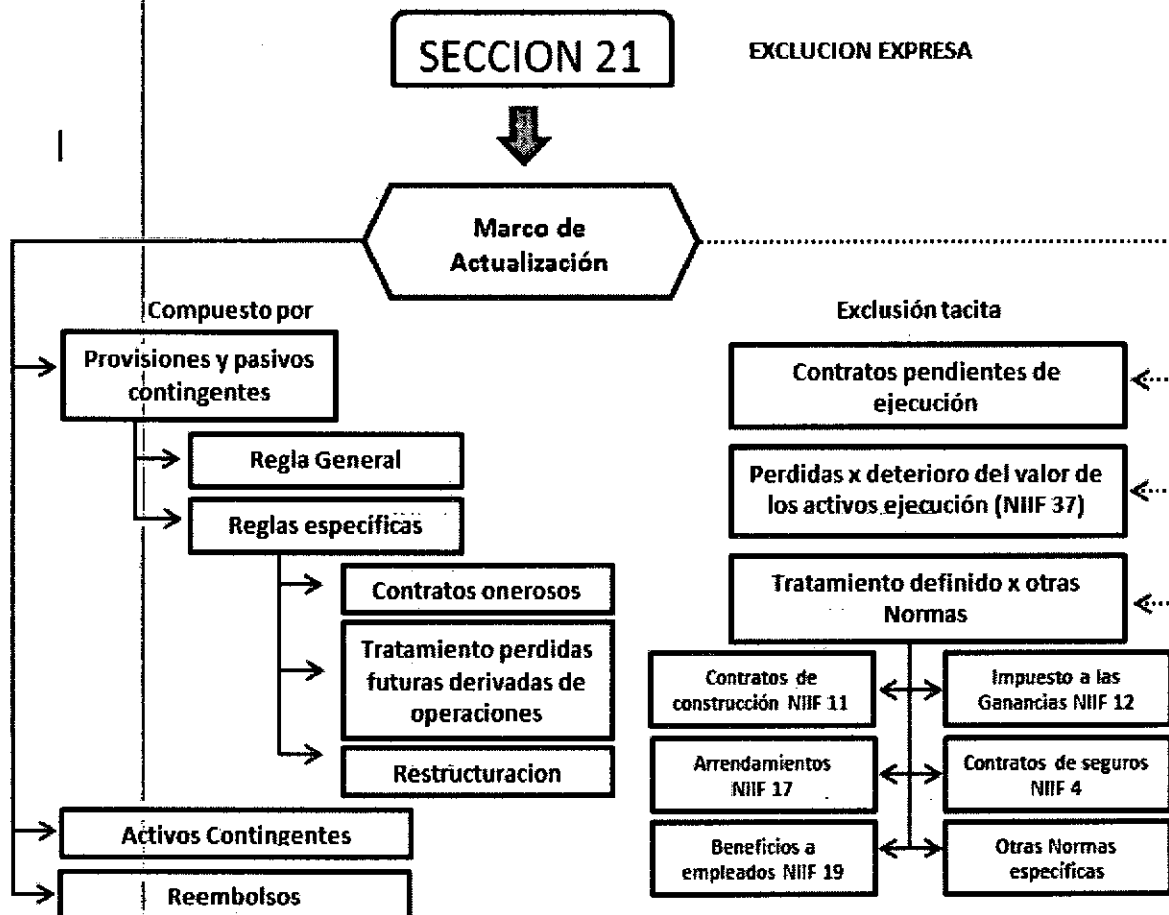 SECCION 21
EXCLUCION EXPRESA
Marco de
Actualización
Compuesto por
Provisiones y pasivos
contingentes
Regla General
Reglas específicas
Contratos onerosos
Tratamiento perdidas
futuras derivadas de
operaciones
Restructuracion
Activos Contingentes
Reembolsos
Exclusión tacita
Contratos pendientes de
ejecución
Perdidas x deterioro del valor de
los activos ejecución (NIIF 37)
Tratamiento definido x otras
Normas
Contratos de
construcción NIIF 11
Impuesto a las
Ganancias NIIF 12
Arrendamientos
NIIF 17
Contratos de seguros
NIIF 4
Beneficios a
empleados NIIF 19
Otras Normas
específicas